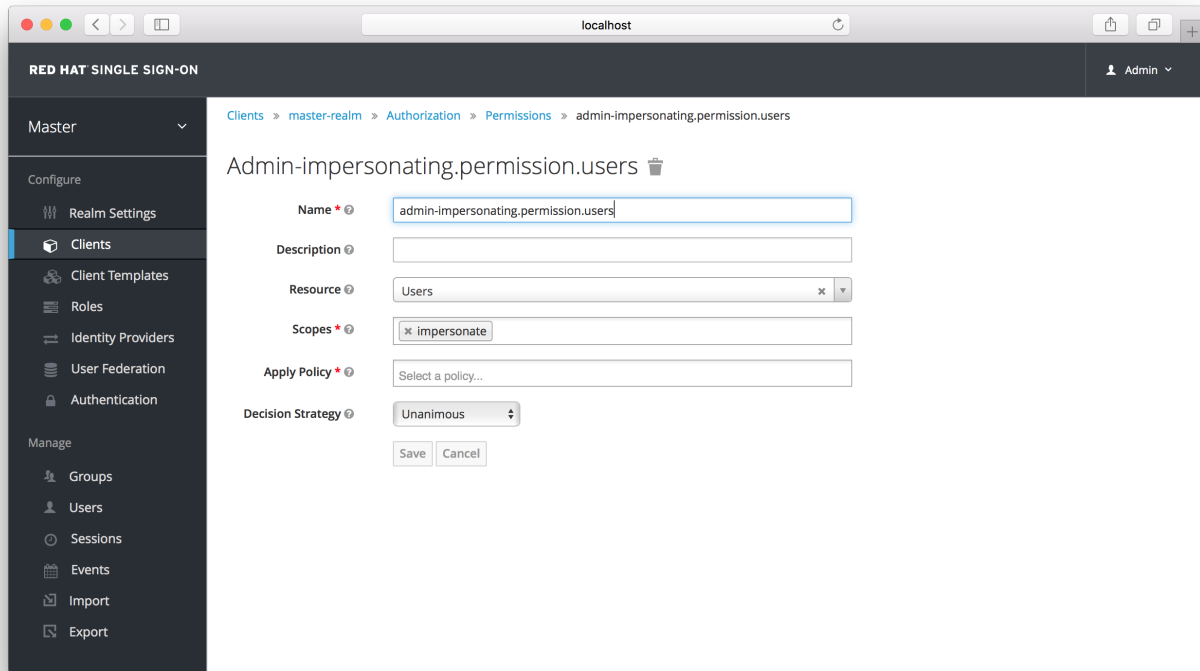 localhost
RED HAT SINGLE SIGN-ON
Admin
Master
Configure
Realm Settings
Clients
Client Templates
Roles
Identity Providers
User Federation
Authentication
Manage
Groups
Users
Sessions
Events
Import
Export
Clients » master-realm » Authorization » Permissions » admin-impersonating.permission.users
Admin-impersonating.permission.users
Name * admin-impersonating.permission.users
Description
Resource Users
Scopes * impersonate
Apply Policy * Select a policy...
Decision Strategy Unanimous
Save Cancel